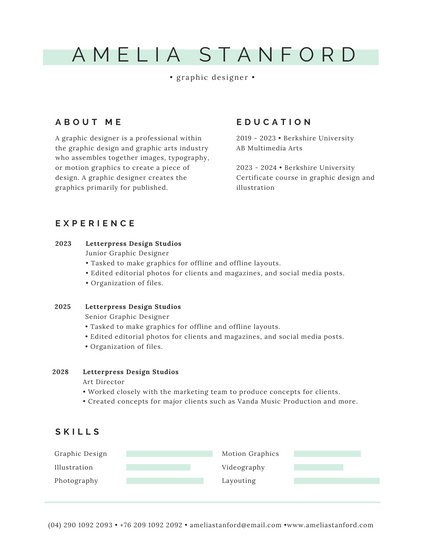 AMELIA STANFORD
• graphic designer •
ABOUT ME
A graphic designer is a professional within
the graphic design and graphic arts industry
who assembles together images, typography,
or motion graphics to create a piece of
design. A graphic designer creates the
graphics primarily for published.
EDUCATION
2019 - 2023 • Berkshire University
AB Multimedia Arts
2023 - 2024 • Berkshire University
Certificate course in graphic design and
illustration
EXPERIENCE
2023 Letterpress Design Studios
Junior Graphic Designer
• Tasked to make graphics for offline and offline layouts.
• Edited editorial photos for clients and magazines, and social media posts.
• Organization of files.
2025 Letterpress Design Studios
Senior Graphic Designer
• Tasked to make graphics for offline and offline layouts.
• Edited editorial photos for clients and magazines, and social media posts.
• Organization of files.
2028 Letterpress Design Studios
Art Director
• Worked closely with the marketing team to produce concepts for clients.
• Created concepts for major clients such as Vanda Music Production and more.
SKILLS
Graphic Design
Illustration
Photography
Motion Graphics
Videography
Layouting
(04) 290 1092 2093 • +76 209 1092 2092 • ameliastanford@email.com •www.ameliastanford.com